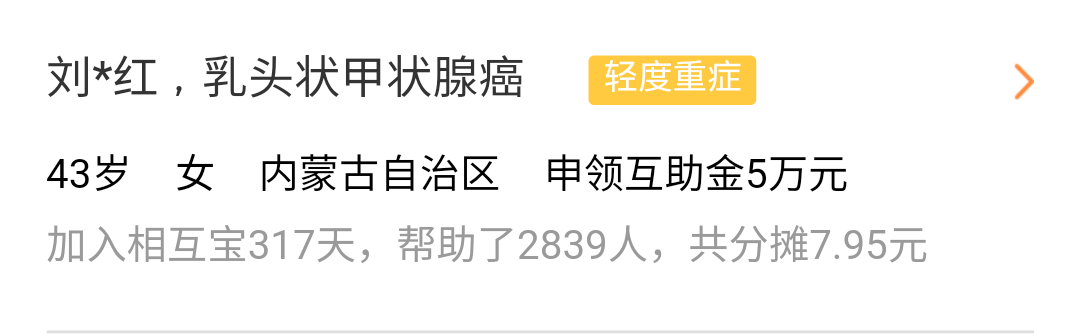 刘*红，乳头状甲状腺癌 轻度重症
43岁 女 内蒙古自治区 申领互助金5万元
加入相互宝317天，帮助了2839人，共分摊7.95元